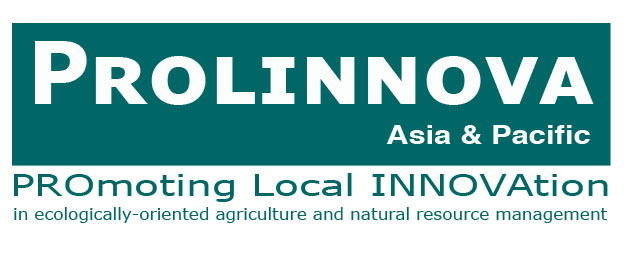 PROLINNOVA
Asia & Pacific
PROmoting Local INNOVAtion
in ecologically-oriented agriculture and natural resource management